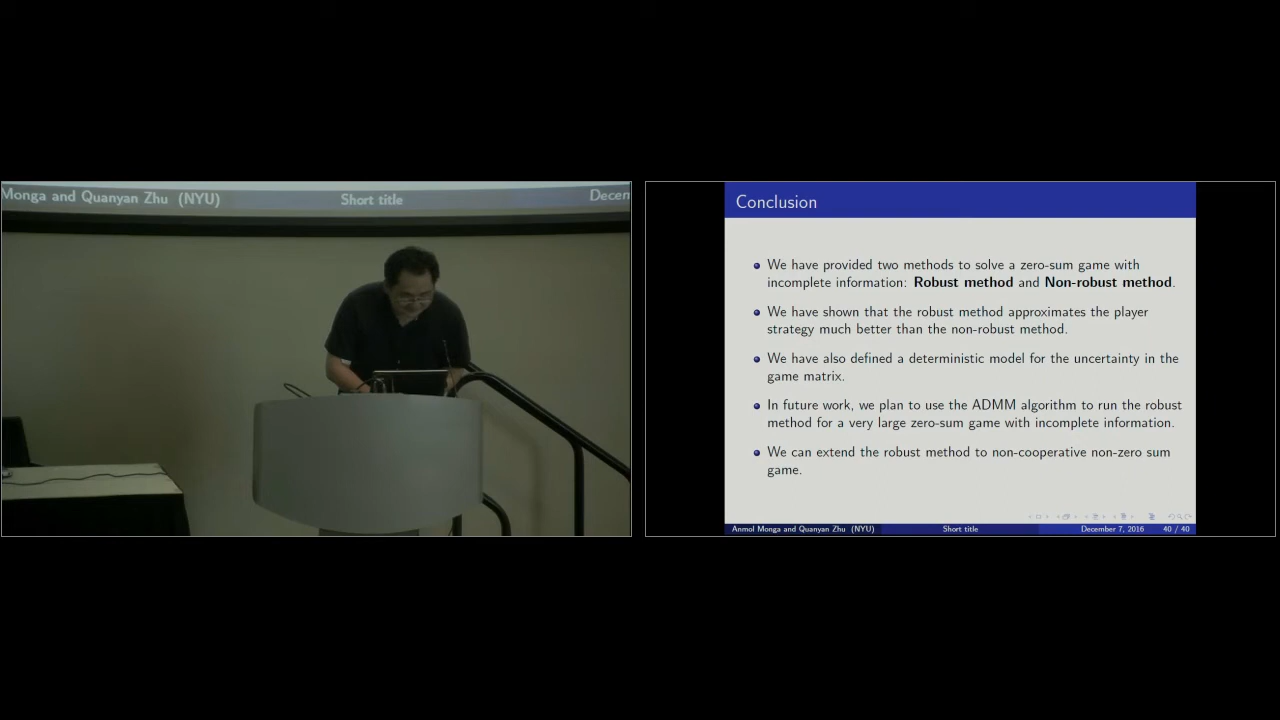 Monga and Quanyan Zhu (NYU) Short title Decen
Conclusion
We have provided two methods to solve a zero-sum game with
incomplete information: Robust method and Non-robust method.
We have shown that the robust method approximates the player
strategy much better than the non-robust method.
We have also defined a deterministic model for the uncertainty in the
game matrix.
In future work, we plan to use the ADMM algorithm to run the robust
method for a very large zero-sum game with incomplete information.
We can extend the robust method to non-cooperative non-zero sum
game.
Anmol Monga and Quanyan Zhu (NYU) Short title December 7, 2016 40 / 40